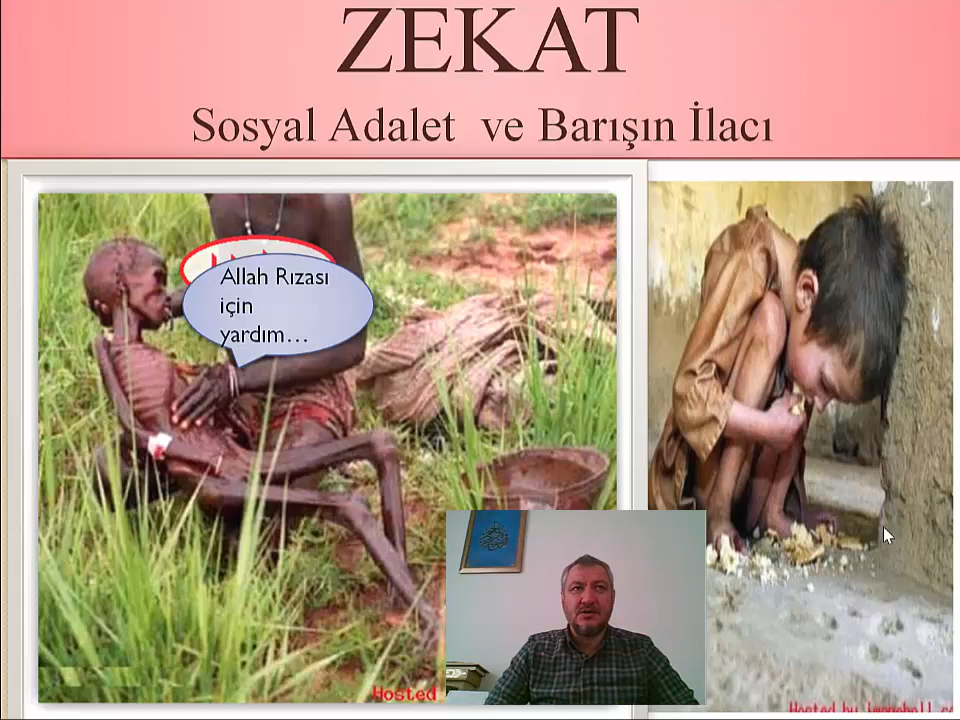 ZEKAT
Sosyal Adalet ve Barışın İlacı
Allah Rızası
için
yardım...
Hosted
Hosted by